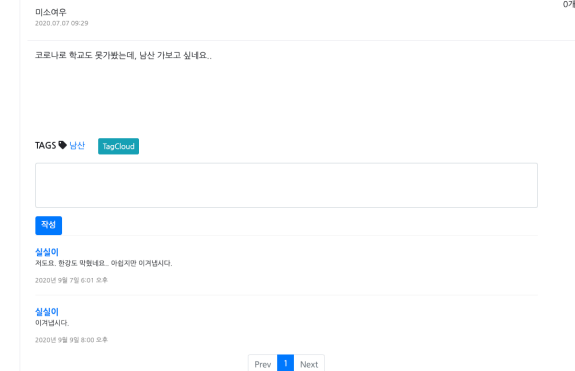 0개
미소여우
2020.07.07 09:29
코로나로 학교도 못가봤는데, 남산 가보고 싶네요..
TAGS 남산 TagCloud
작성
실실이
저도요. 한강도 막혔네요.. 아쉽지만 이겨냅시다.
2020년 9월 7일 6:01 오후
실실이
이겨냅시다.
2020년 9월 9일 8:00 오후
Prev 1 Next